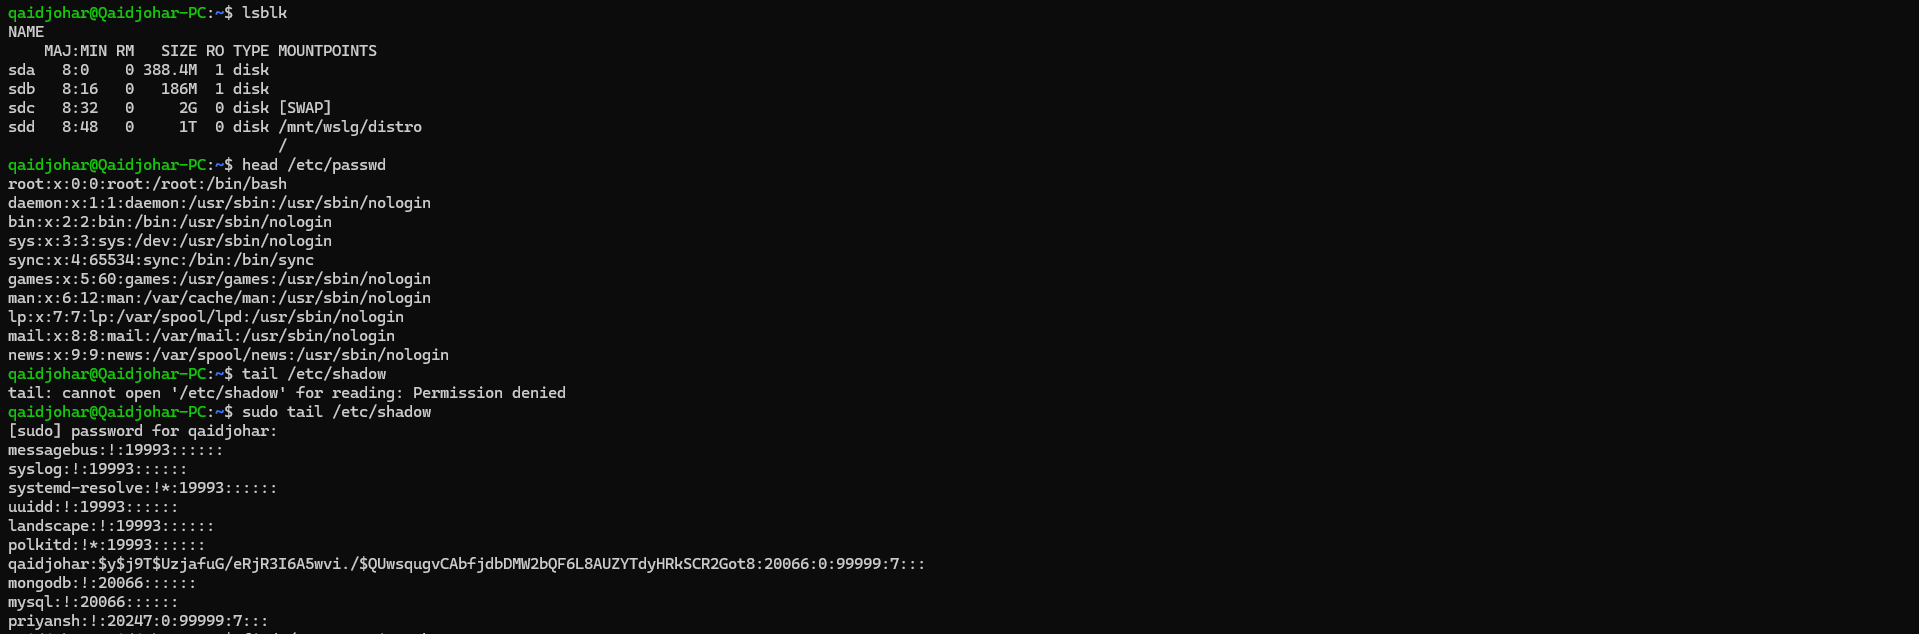 qaidjohar@Qaidjohar-PC:~$ lsblk
NAME
    MAJ:MIN RM   SIZE RO TYPE MOUNTPOINTS
sda   8:0    0 388.4M  1 disk
sdb   8:16   0   186M  1 disk
sdc   8:32   0     2G  0 disk [SWAP]
sdd   8:48   0     1T  0 disk /mnt/wslg/distro
                              /
qaidjohar@Qaidjohar-PC:~$ head /etc/passwd
root:x:0:0:root:/root:/bin/bash
daemon:x:1:1:daemon:/usr/sbin:/usr/sbin/nologin
bin:x:2:2:bin:/bin:/usr/sbin/nologin
sys:x:3:3:sys:/dev:/usr/sbin/nologin
sync:x:4:65534:sync:/bin:/bin/sync
games:x:5:60:games:/usr/games:/usr/sbin/nologin
man:x:6:12:man:/var/cache/man:/usr/sbin/nologin
lp:x:7:7:lp:/var/spool/lpd:/usr/sbin/nologin
mail:x:8:8:mail:/var/mail:/usr/sbin/nologin
news:x:9:9:news:/var/spool/news:/usr/sbin/nologin
qaidjohar@Qaidjohar-PC:~$ tail /etc/shadow
tail: cannot open '/etc/shadow' for reading: Permission denied
qaidjohar@Qaidjohar-PC:~$ sudo tail /etc/shadow
[sudo] password for qaidjohar:
messagebus:!:19993::::::
syslog:!:19993::::::
systemd-resolve:!*:19993::::::
uuidd:!:19993::::::
landscape:!:19993::::::
polkitd:!*:19993::::::
qaidjohar:$y$j9T$UzjafuG/eRjR3I6A5wvi./$QUwsqugvCAbfjdbDMW2bQF6L8AUZYTdyHRkSCR2Got8:20066:0:99999:7:::
mongodb:!:20066::::::
mysql:!:20066::::::
priyansh:!:20247:0:99999:7:::